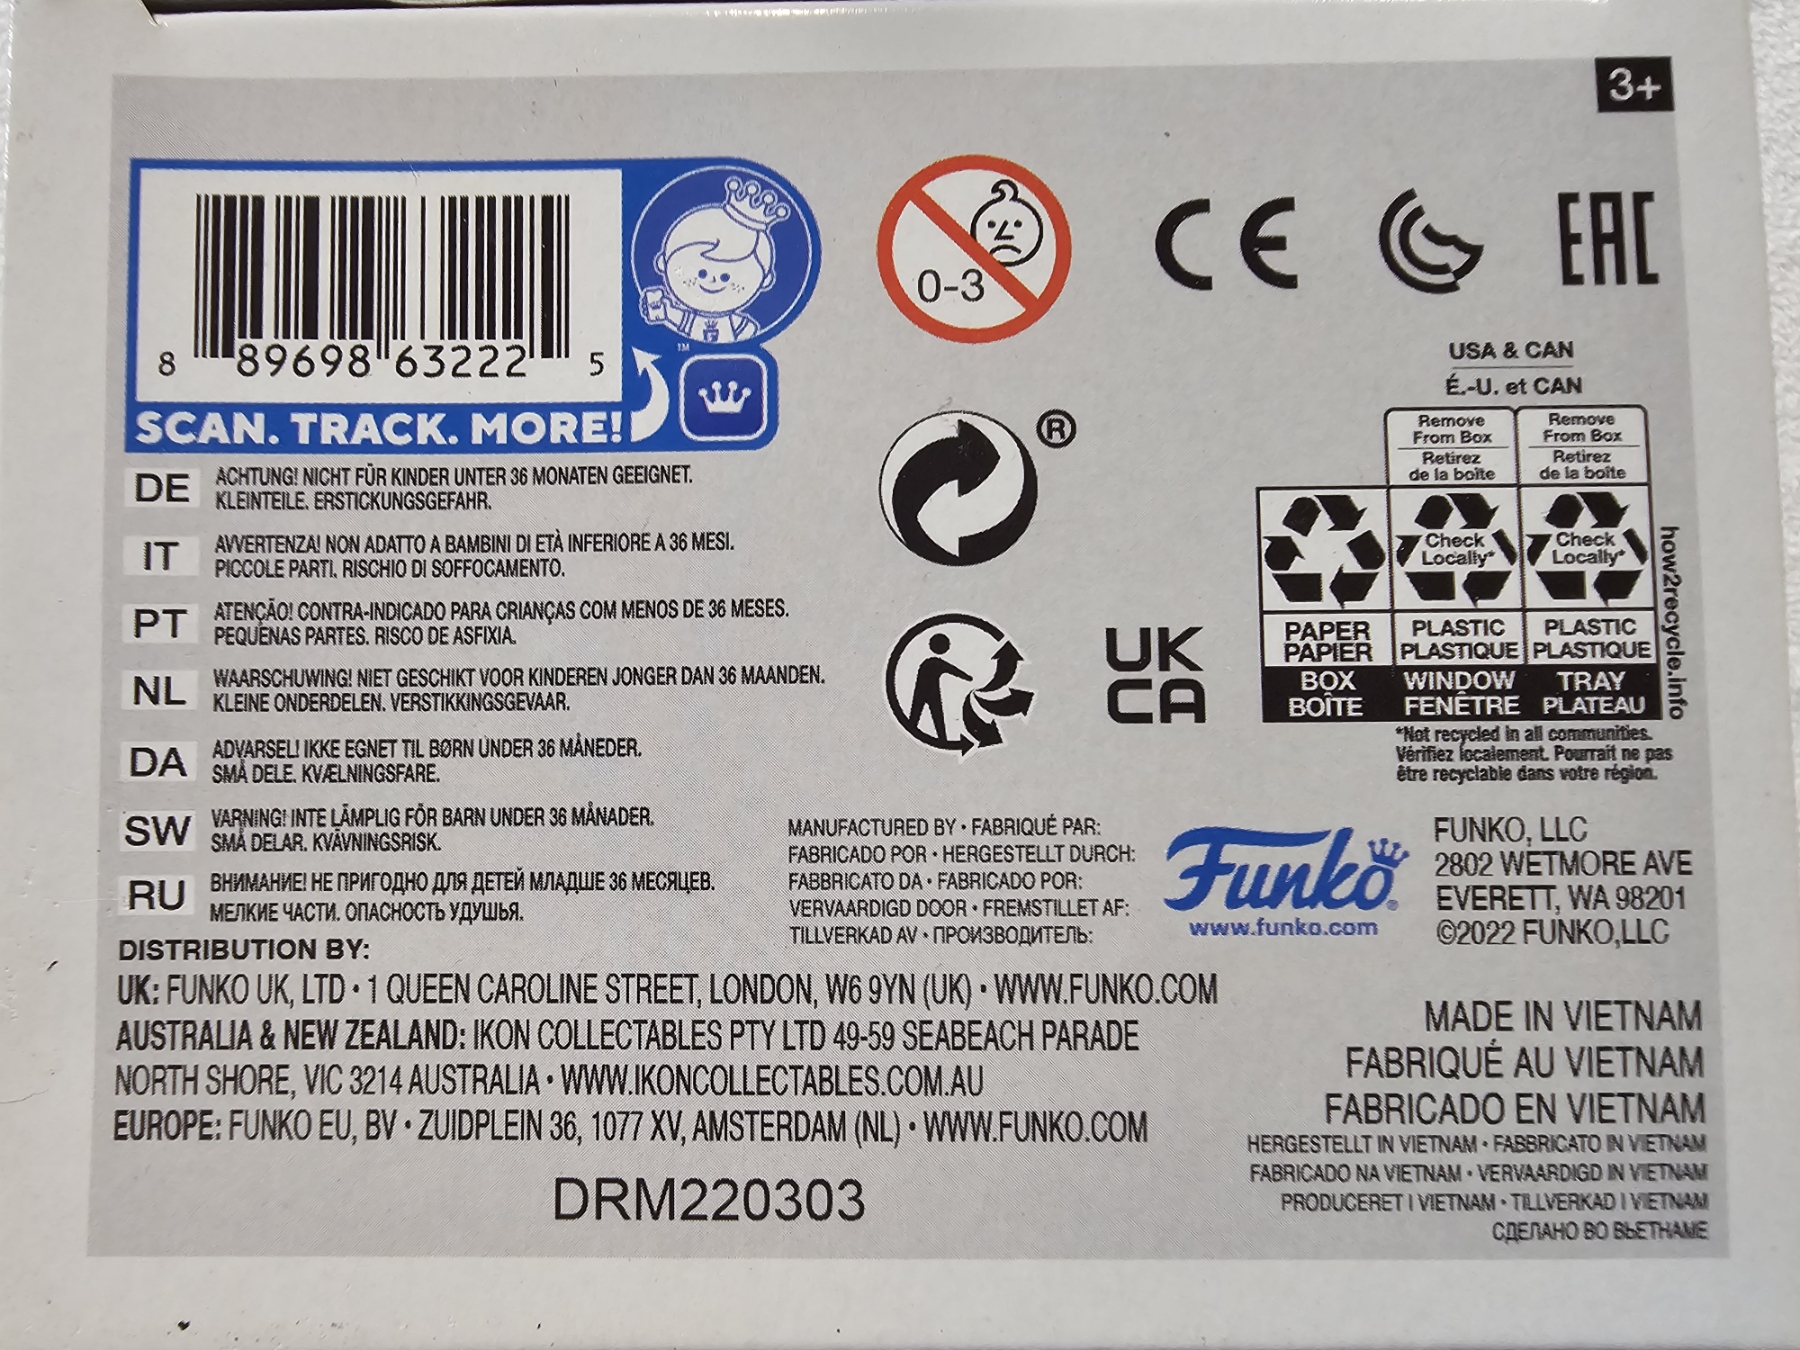 3+
8 89698 63222 5
SCAN. TRACK. MORE!
™
0-3
CE
EAC
DE ACHTUNG! NICHT FÜR KINDER UNTER 36 MONATEN GEEIGNET.
KLEINTEILE. ERSTICKUNGSGEFAHR.
IT AVVERTENZA! NON ADATTO A BAMBINI DI ETÀ INFERIORE A 36 MESI.
PICCOLE PARTI. RISCHIO DI SOFFOCAMENTO.
PT ATENÇÃO! CONTRA-INDICADO PARA CRIANÇAS COM MENOS DE 36 MESES.
PEQUENAS PARTES. RISCO DE ASFIXIA.
NL WAARSCHUWING! NIET GESCHIKT VOOR KINDEREN JONGER DAN 36 MAANDEN.
KLEINE ONDERDELEN. VERSTIKKINGSGEVAAR.
DA ADVARSEL! IKKE EGNET TIL BØRN UNDER 36 MÅNEDER.
SMÅ DELE. KVÆLNINGSFARE.
SW VARNING! INTE LÄMPLIG FÖR BARN UNDER 36 MÅNADER.
SMÅ DELAR. KVÄVNINGSRISK.
RU ВНИМАНИЕ! НЕ ПРИГОДНО ДЛЯ ДЕТЕЙ МЛАДШЕ 36 МЕСЯЦЕВ.
МЕЛКИЕ ЧАСТИ. ОПАСНОСТЬ УДУШЬЯ.
®
UK
CA
USA & CAN
É.-U. et CAN
Remove From Box
Retirez de la boîte
Remove From Box
Retirez de la boîte
Check Locally*
Check Locally*
PAPER PAPIER
PLASTIC PLASTIQUE
PLASTIC PLASTIQUE
BOX BOÎTE
WINDOW FENÊTRE
TRAY PLATEAU
how2recycle.info
*Not recycled in all communities.
Vérifiez localement. Pourrait ne pas
être recyclable dans votre région.
MANUFACTURED BY • FABRIQUÉ PAR:
FABRICADO POR • HERGESTELLT DURCH:
FABBRICATO DA • FABRICADO POR:
VERVAARDIGD DOOR • FREMSTILLET AF:
TILLVERKAD AV • ПРОИЗВОДИТЕЛЬ:
Funko®
www.funko.com
FUNKO, LLC
2802 WETMORE AVE
EVERETT, WA 98201
©2022 FUNKO,LLC
DISTRIBUTION BY:
UK: FUNKO UK, LTD • 1 QUEEN CAROLINE STREET, LONDON, W6 9YN (UK) • WWW.FUNKO.COM
AUSTRALIA & NEW ZEALAND: IKON COLLECTABLES PTY LTD 49-59 SEABEACH PARADE
NORTH SHORE, VIC 3214 AUSTRALIA • WWW.IKONCOLLECTABLES.COM.AU
EUROPE: FUNKO EU, BV • ZUIDPLEIN 36, 1077 XV, AMSTERDAM (NL) • WWW.FUNKO.COM
DRM220303
MADE IN VIETNAM
FABRIQUÉ AU VIETNAM
FABRICADO EN VIETNAM
HERGESTELLT IN VIETNAM • FABBRICATO IN VIETNAM
FABRICADO NA VIETNAM • VERVAARDIGD IN VIETNAM
PRODUCERET I VIETNAM • TILLVERKAD I VIETNAM
СДЕЛАНО ВО ВЬЕТНАМЕ